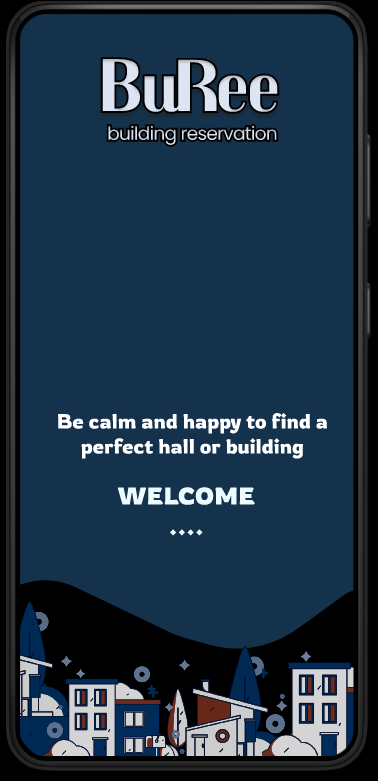 BuRee
building reservation
Be calm and happy to find a
perfect hall or building
WELCOME